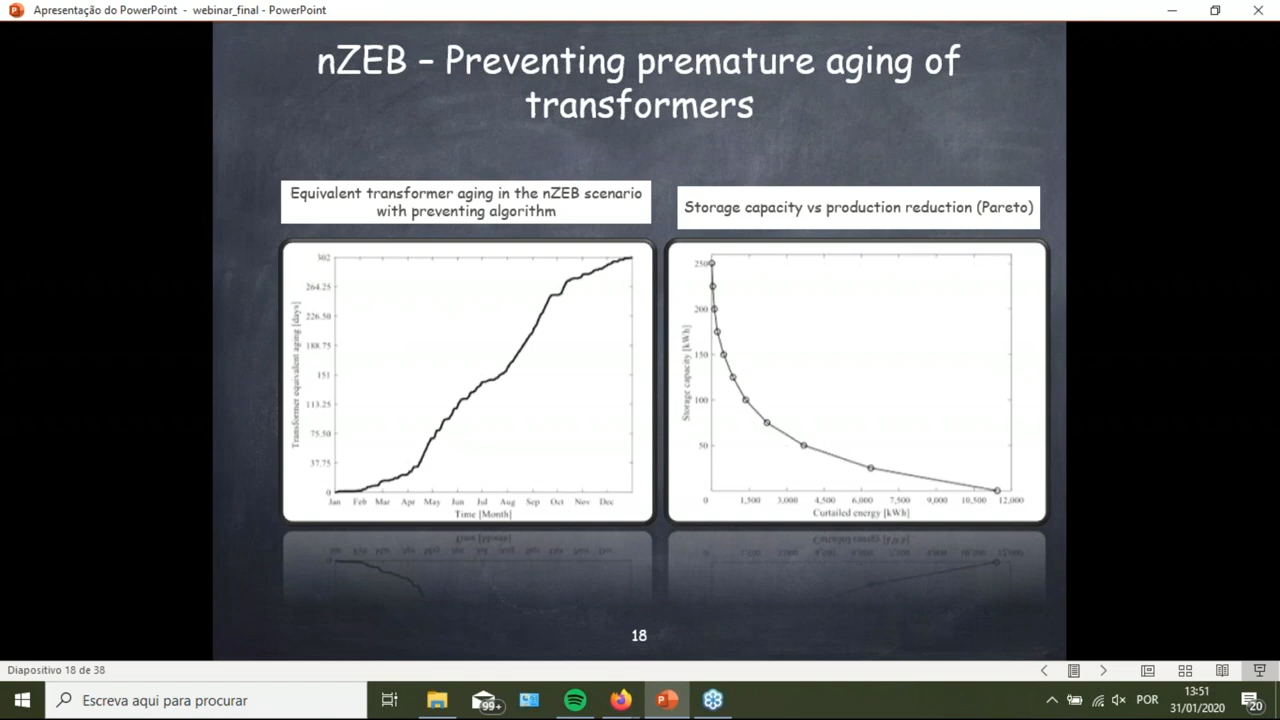 Apresentação do PowerPoint - webinar_final - PowerPoint
nZEB – Preventing premature aging of
transformers
Equivalent transformer aging in the nZEB scenario
with preventing algorithm
Storage capacity vs production reduction (Pareto)
302
264.25
226.50
188.75
151
113.25
75.50
37.75
0
Transformer equivalent aging [days]
Jan Feb Mar Apr May Jun Jul Aug Sep Oct Nov Dec
Time [Month]
250
200
150
100
50
Storage capacity [kWh]
0 1,500 3,000 4,500 6,000 7,500 9,000 10,500 12,000
Curtailed energy [kWh]
18
Diapositivo 18 de 38
Escreva aqui para procurar
99+
POR
13:51
31/01/2020
20